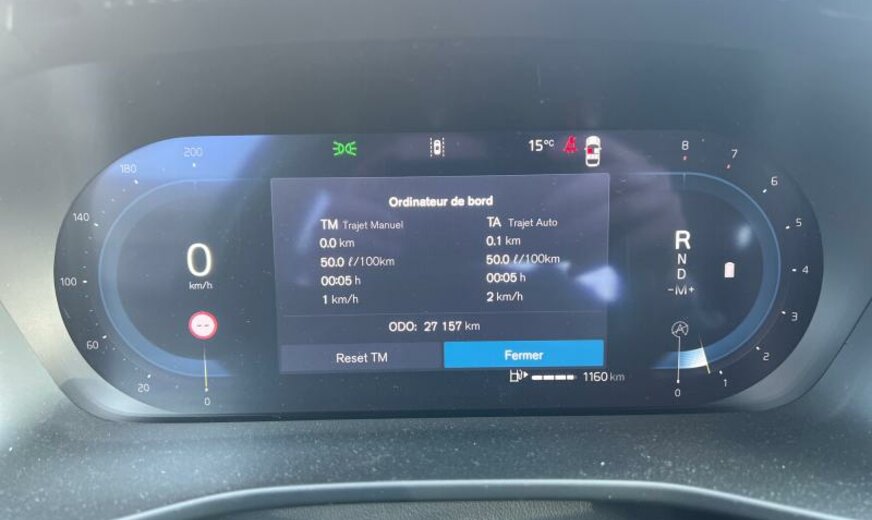 15°C
200
180
140
100
60
20
0
0
km/h
Ordinateur de bord
TM Trajet Manuel
0.0 km
50.0 ℓ/100km
00:05 h
1 km/h
TA Trajet Auto
0.1 km
50.0 ℓ/100km
00:05 h
2 km/h
ODO: 27 157 km
Reset TM
Fermer
1160 km
R
N
D
-M+
8
7
6
5
4
3
2
1
0